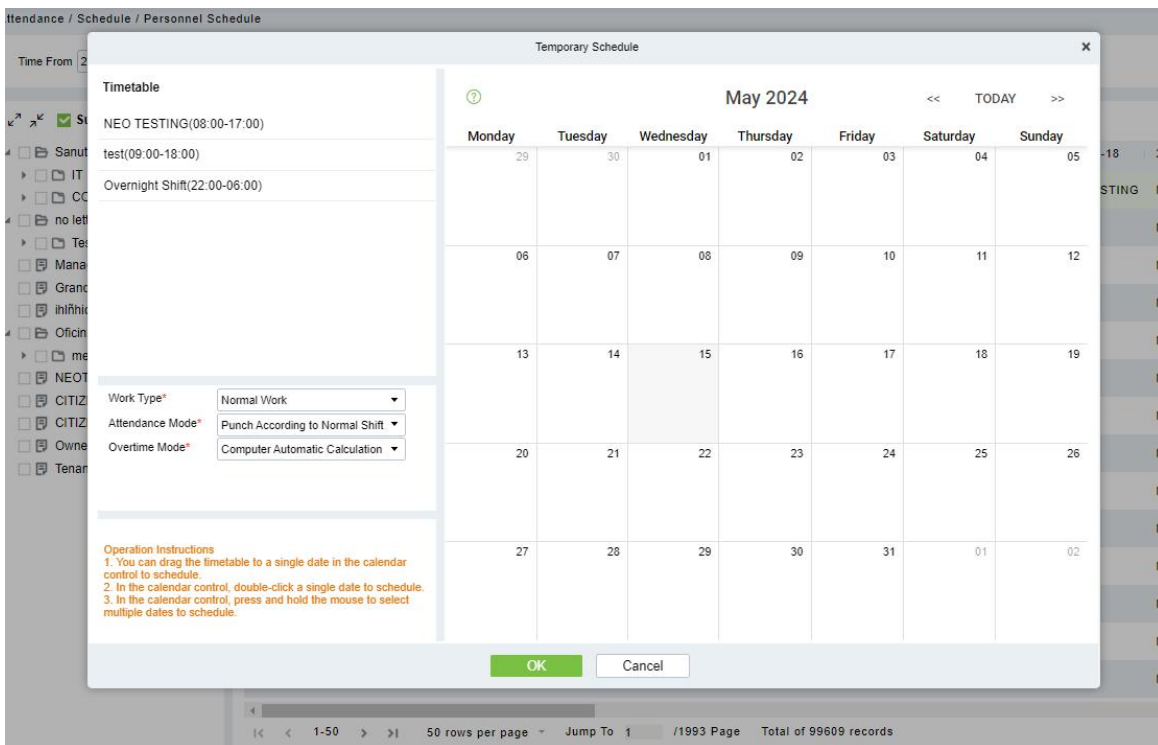 ttendance / Schedule / Personnel Schedule
Time From 2
Temporary Schedule
x
Timetable
NEO TESTING(08:00-17:00)
test(09:00-18:00)
Overnight Shift(22:00-06:00)
Work Type* Normal Work
Attendance Mode* Punch According to Normal Shift
Overtime Mode* Computer Automatic Calculation
Operation Instructions
1. You can drag the timetable to a single date in the calendar
control to schedule.
2. In the calendar control, double-click a single date to schedule.
3. In the calendar control, press and hold the mouse to select
multiple dates to schedule.
?
May 2024
<< TODAY >>
Monday Tuesday Wednesday Thursday Friday Saturday Sunday
29 30 01 02 03 04 05
06 07 08 09 10 11 12
13 14 15 16 17 18 19
20 21 22 23 24 25 26
27 28 29 30 31 01 02
OK Cancel
Sanut
IT
CO
no lett
Tes
Mana
Grand
ihlñhid
Oficin
me
NEOT
CITIZ
CITIZ
Owne
Tenar
-18
STING
1-50 50 rows per page Jump To 1 /1993 Page Total of 99609 records